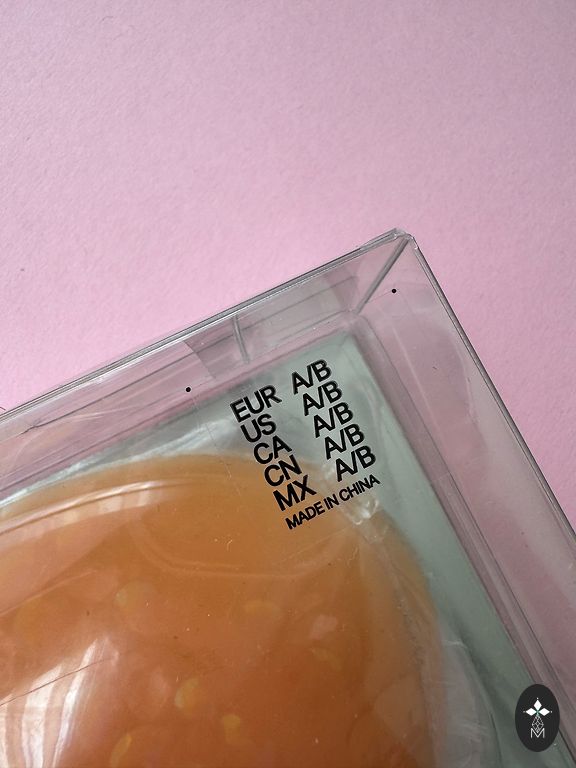 EUR A/B
US A/B
CA A/B
CN A/B
MX A/B
MADE IN CHINA
M